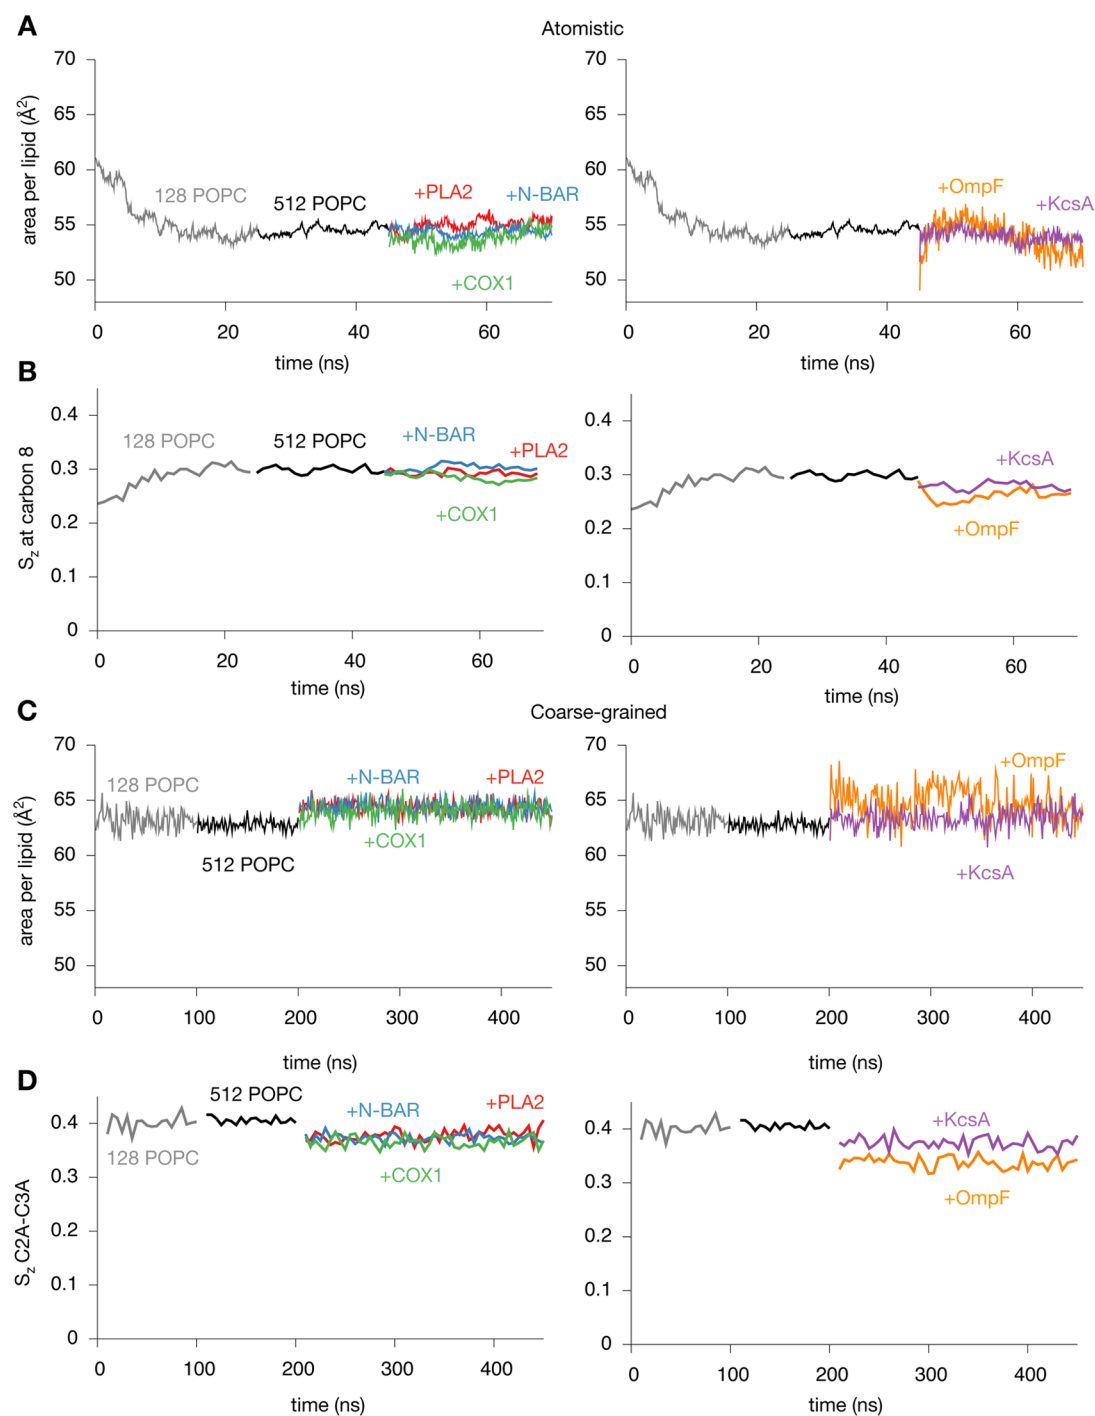 A
Atomistic
70
65
60
55
50
area per lipid (Å²)
128 POPC
512 POPC
+PLA2
+N-BAR
+COX1
0
20
40
60
time (ns)
70
65
60
55
50
+OmpF
+KcsA
0
20
40
60
time (ns)
B
0.4
0.3
0.2
0.1
0
Sz at carbon 8
128 POPC
512 POPC
+N-BAR
+PLA2
+COX1
0
20
40
60
time (ns)
0.4
0.3
0.2
0.1
0
+KcsA
+OmpF
0
20
40
60
time (ns)
C
Coarse-grained
70
65
60
55
50
area per lipid (Å²)
128 POPC
512 POPC
+N-BAR
+PLA2
+COX1
0
100
200
300
400
time (ns)
70
65
60
55
50
+OmpF
+KcsA
0
100
200
300
400
time (ns)
D
0.4
0.3
0.2
0.1
0
Sz C2A-C3A
512 POPC
128 POPC
+N-BAR
+PLA2
+COX1
0
100
200
300
400
time (ns)
0.4
0.3
0.2
0.1
0
+KcsA
+OmpF
0
100
200
300
400
time (ns)